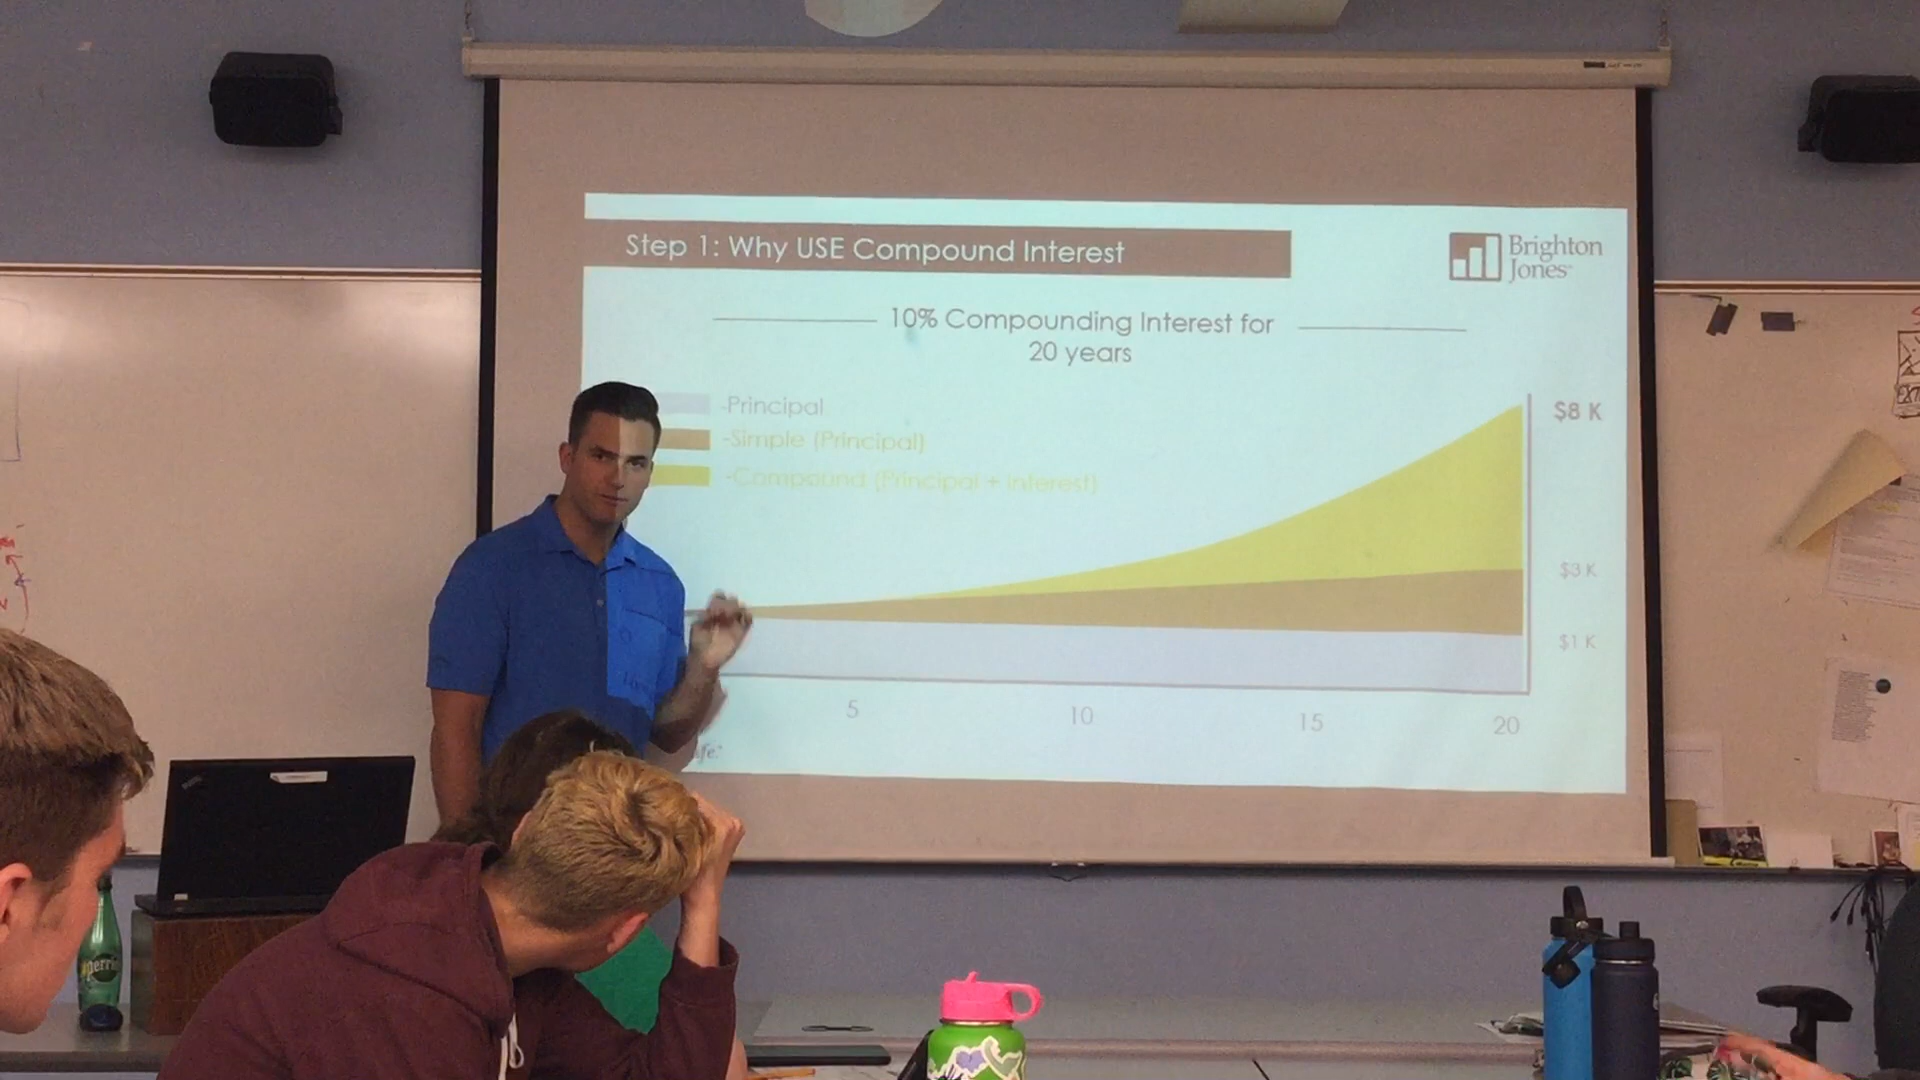 Step 1: Why USE Compound Interest
Brighton
Jones
10% Compounding Interest for
20 years
-Principal
-Simple (Principal)
-Compound (Principal + Interest)
$8 K
$3 K
$1 K
5
10
15
20
ife